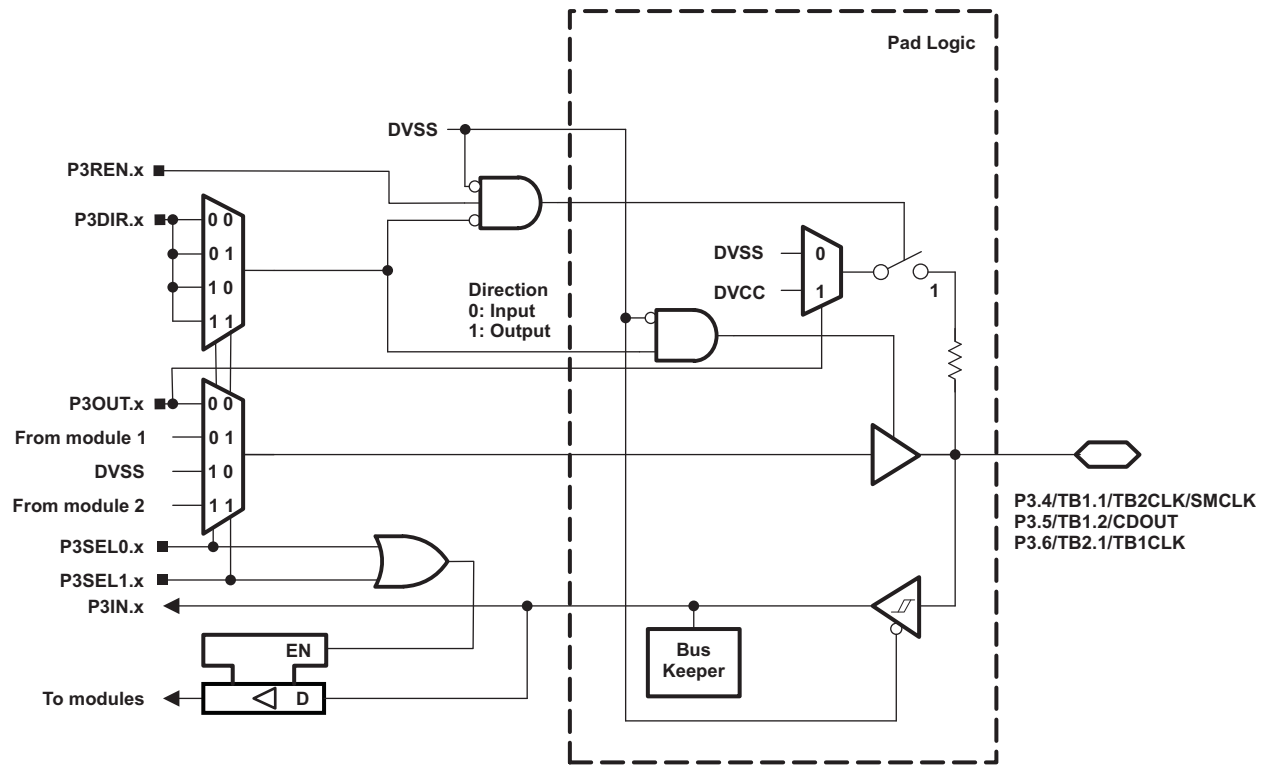 Pad Logic
DVSS
P3REN.x
P3DIR.x
0 0
0 1
1 0
1 1
Direction
0: Input
1: Output
DVSS
0
DVCC
1
1
P3OUT.x
0 0
From module 1
0 1
DVSS
1 0
From module 2
1 1
P3.4/TB1.1/TB2CLK/SMCLK
P3.5/TB1.2/CDOUT
P3.6/TB2.1/TB1CLK
P3SEL0.x
P3SEL1.x
P3IN.x
EN
Bus
Keeper
To modules
D